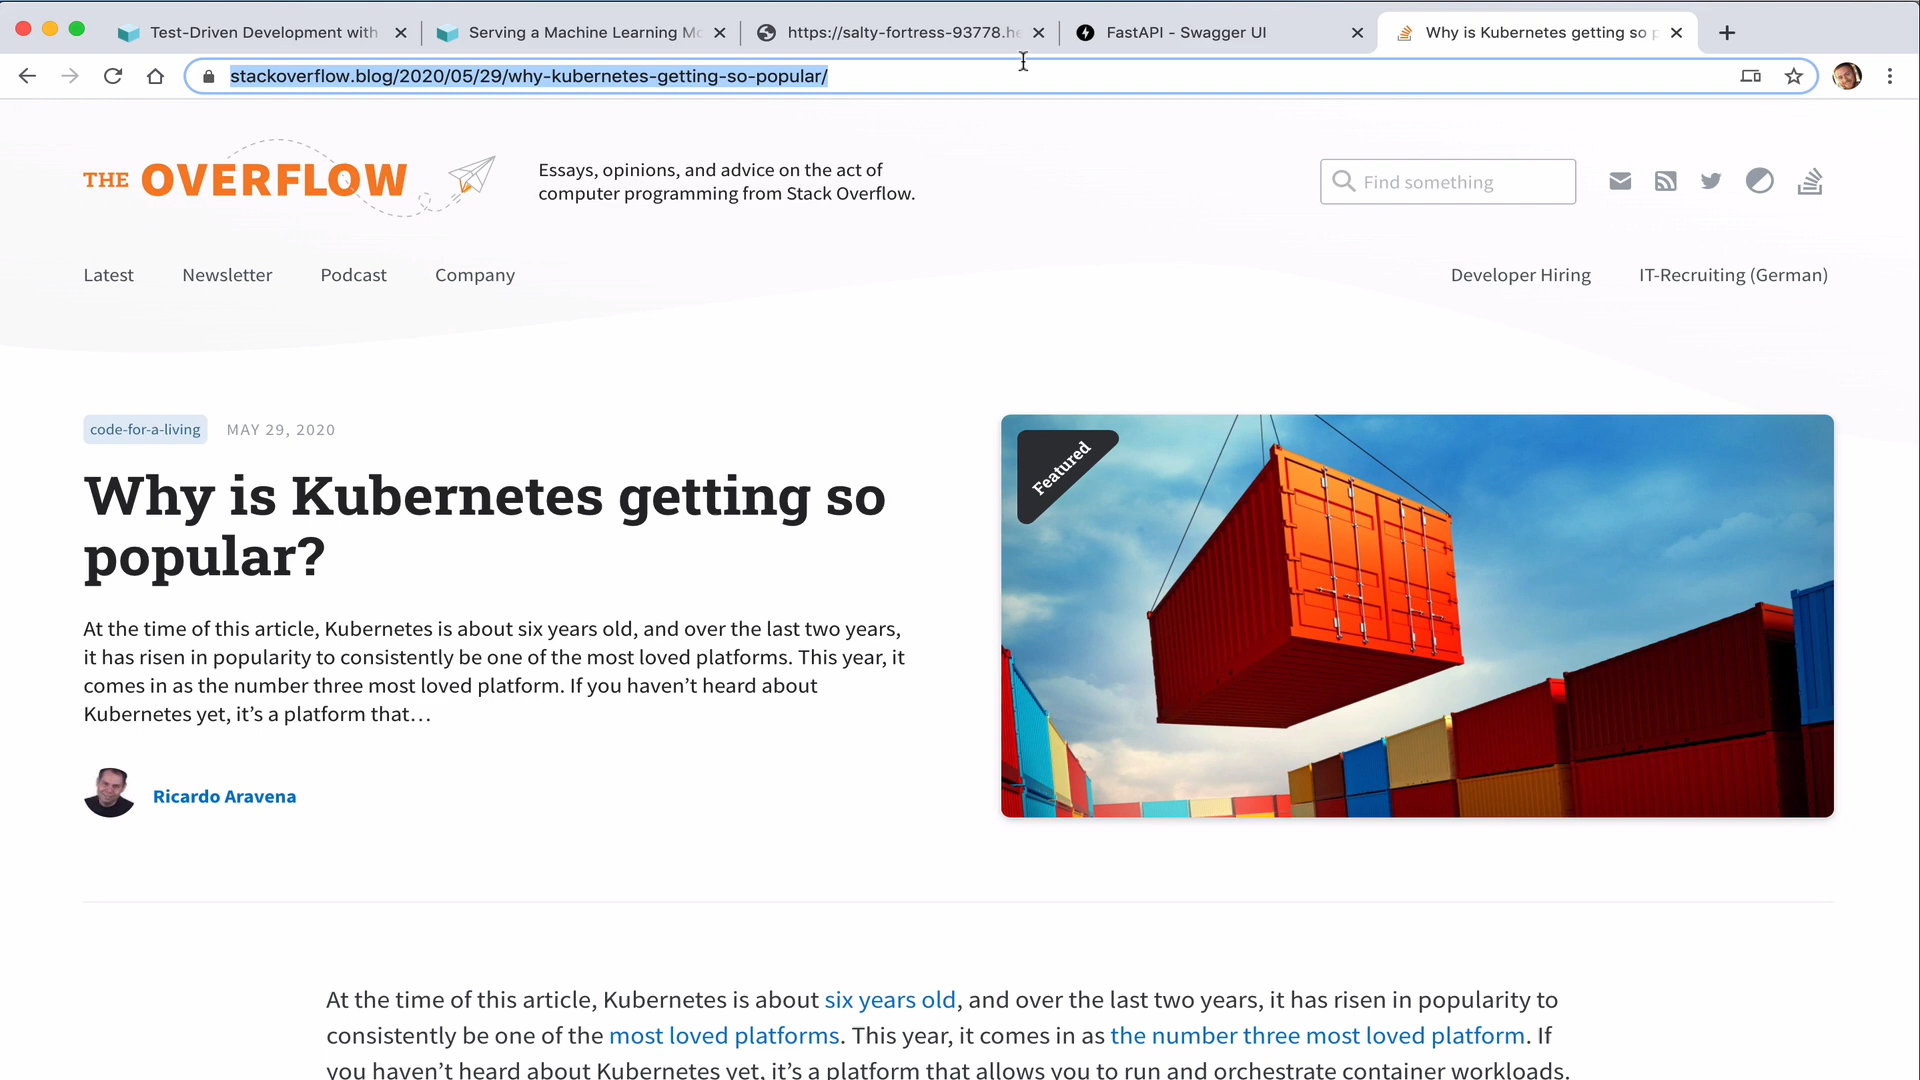 Test-Driven Development with
Serving a Machine Learning Mo
https://salty-fortress-93778.he
FastAPI - Swagger UI
Why is Kubernetes getting so p
stackoverflow.blog/2020/05/29/why-kubernetes-getting-so-popular/
THE OVERFLOW
Essays, opinions, and advice on the act of
computer programming from Stack Overflow.
Find something
Latest
Newsletter
Podcast
Company
Developer Hiring
IT-Recruiting (German)
code-for-a-living
MAY 29, 2020
Why is Kubernetes getting so
popular?
At the time of this article, Kubernetes is about six years old, and over the last two years,
it has risen in popularity to consistently be one of the most loved platforms. This year, it
comes in as the number three most loved platform. If you haven’t heard about
Kubernetes yet, it’s a platform that…
Ricardo Aravena
Featured
At the time of this article, Kubernetes is about six years old, and over the last two years, it has risen in popularity to
consistently be one of the most loved platforms. This year, it comes in as the number three most loved platform. If
you haven’t heard about Kubernetes yet, it’s a platform that allows you to run and orchestrate container workloads.